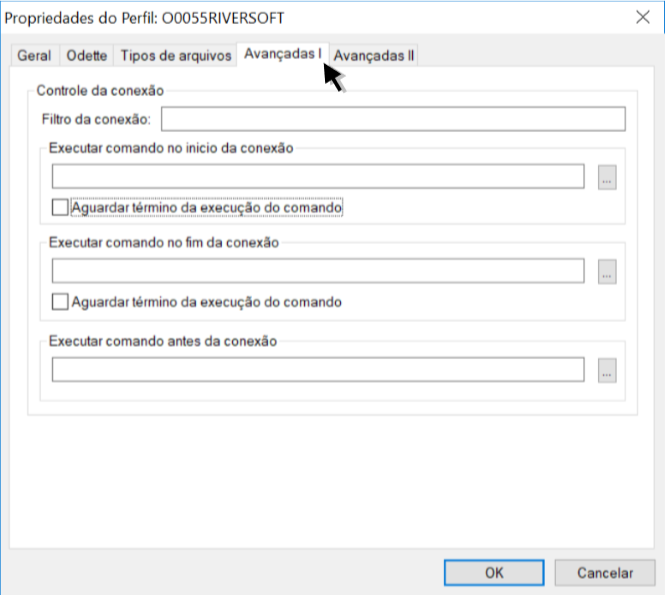 Propriedades do Perfil: O0055RIVERSOFT
Geral Odette Tipos de arquivos Avançadas I Avançadas II
Controle da conexão
Filtro da conexão:
Executar comando no inicio da conexão
...
Aguardar término da execução do comando
Executar comando no fim da conexão
...
Aguardar término da execução do comando
Executar comando antes da conexão
...
OK Cancelar